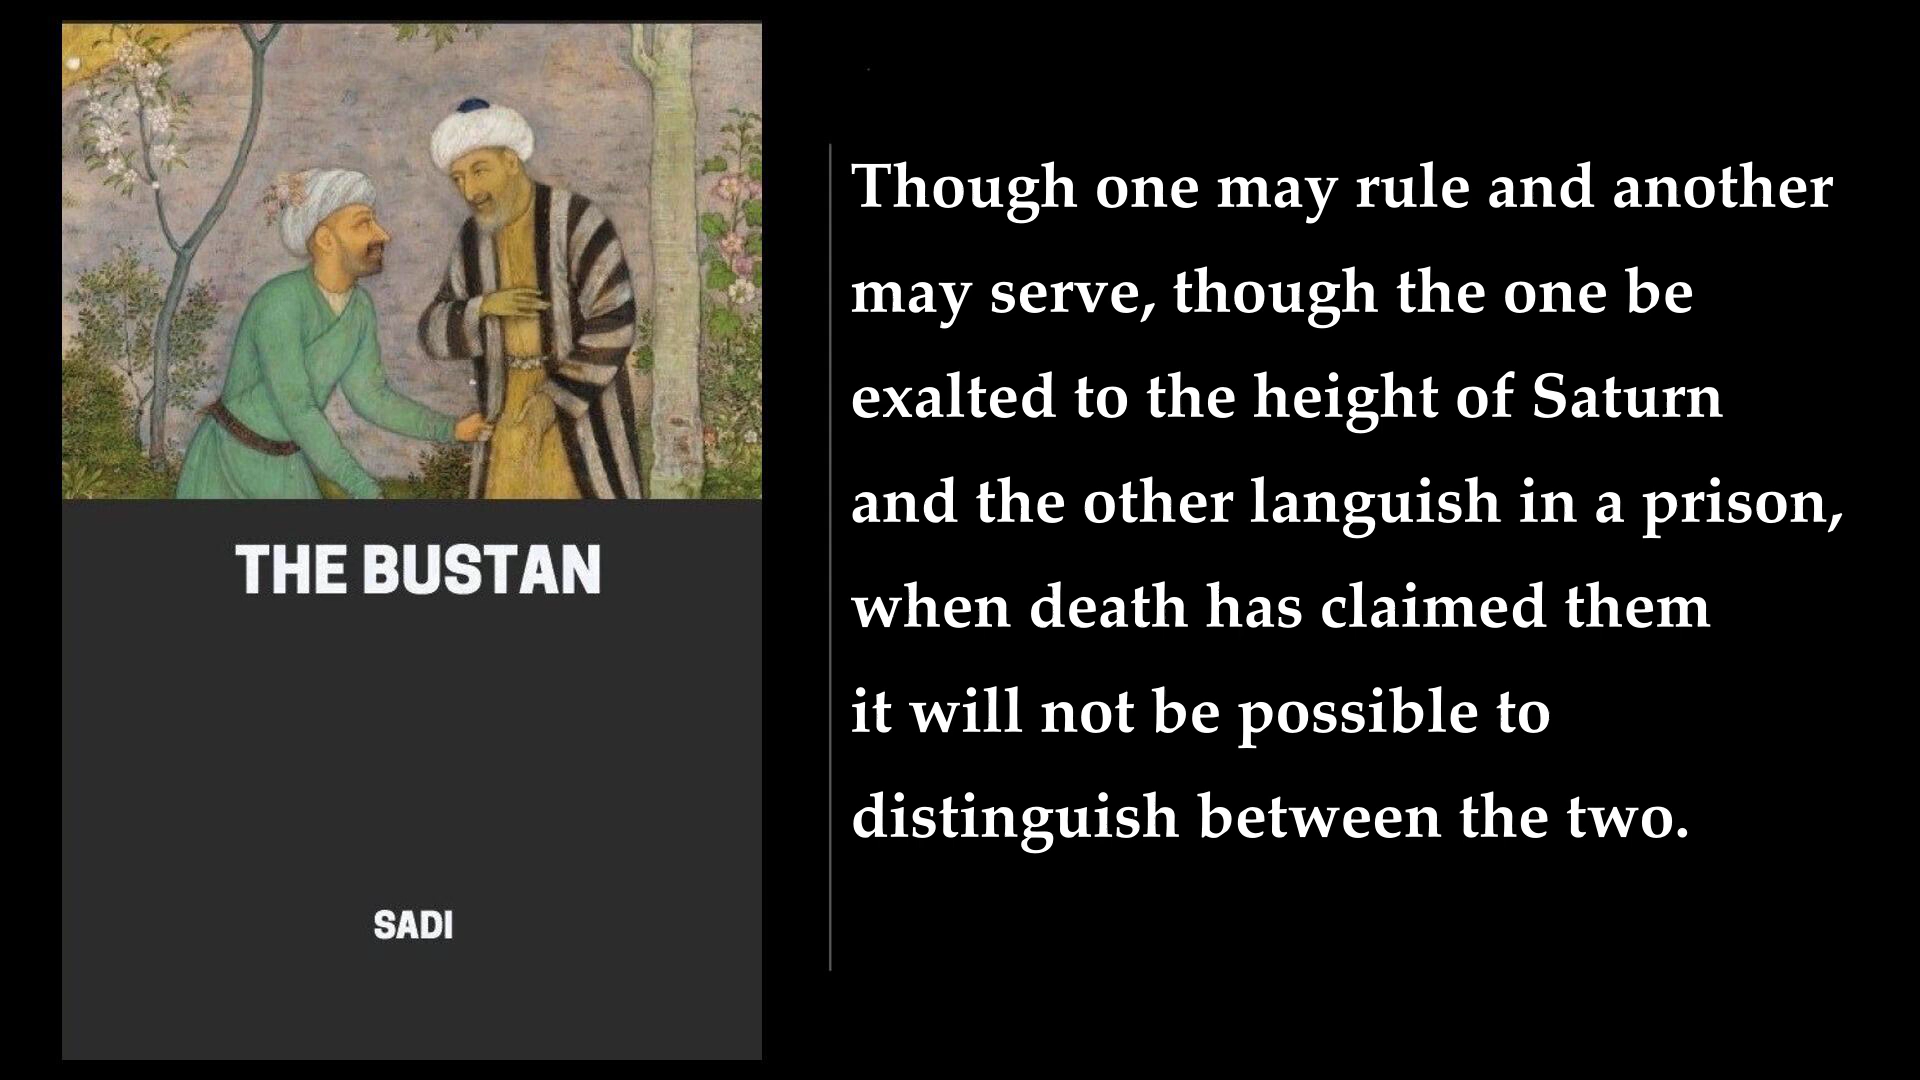 THE BUSTAN
SADI
Though one may rule and another
may serve, though the one be
exalted to the height of Saturn
and the other languish in a prison,
when death has claimed them
it will not be possible to
distinguish between the two.